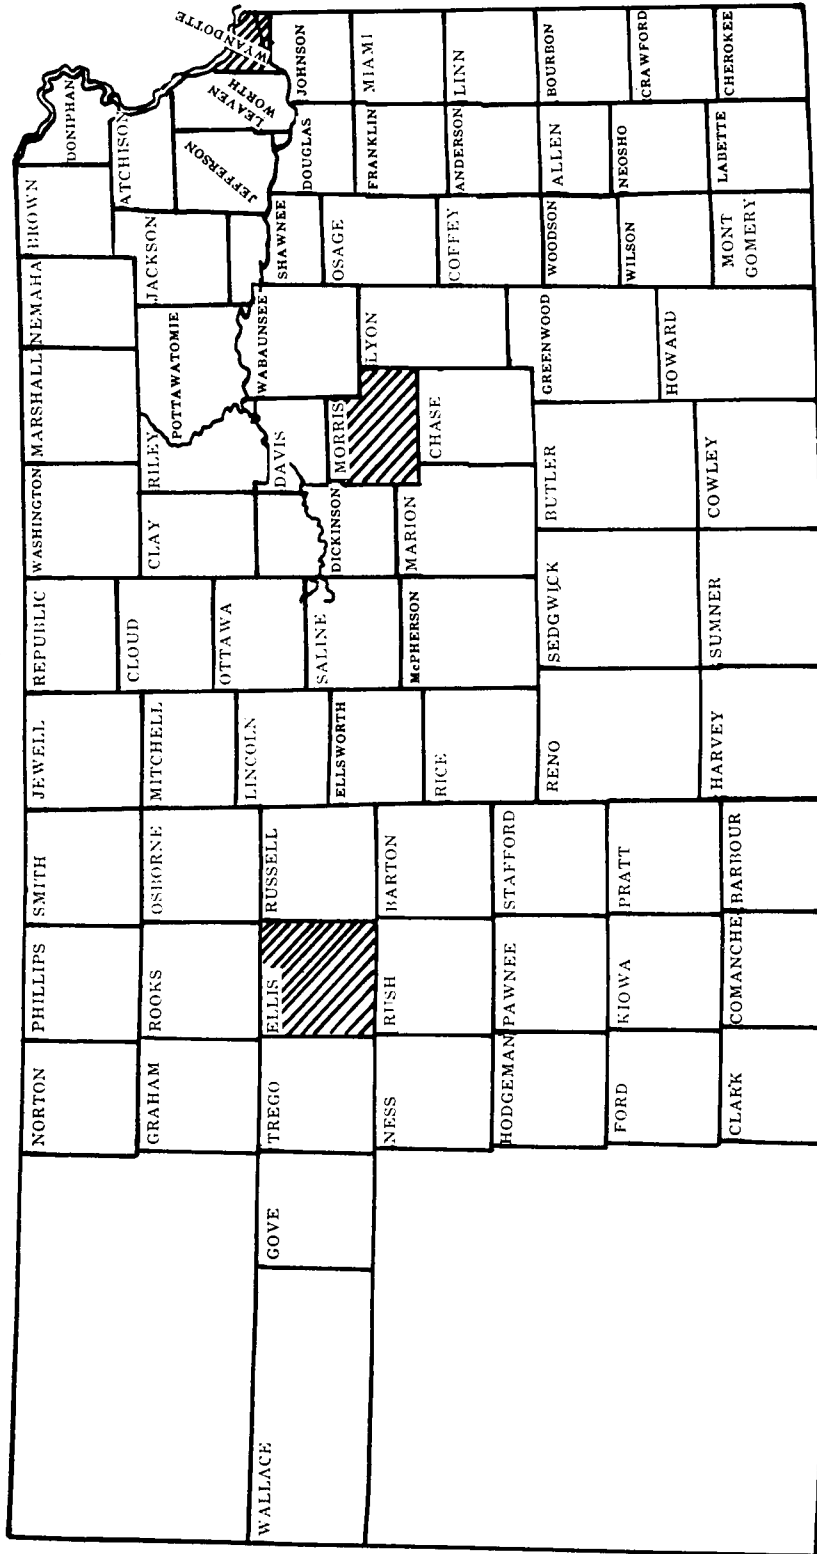 NORTON
PHILLIPS
SMITH
JEWELL
REPUBLIC
WASHINGTON
MARSHALL
NEMAHA
BROWN
DONIPHAN
GRAHAM
ROOKS
OSBORNE
MITCHELL
CLOUD
CLAY
RILEY
POTTAWATOMIE
JACKSON
ATCHISON
JEFFERSON
LEAVEN
WORTH
WYANDOTTE
WALLACE
GOVE
TREGO
ELLIS
RUSSELL
LINCOLN
OTTAWA
DAVIS
WABAUNSEE
SHAWNEE
DOUGLAS
JOHNSON
ELLSWORTH
SALINE
DICKINSON
MORRIS
OSAGE
FRANKLIN
MIAMI
NESS
RUSH
BARTON
RICE
McPHERSON
MARION
CHASE
LYON
COFFEY
ANDERSON
LINN
HODGEMAN
PAWNEE
STAFFORD
RENO
SEDGWICK
BUTLER
GREENWOOD
WOODSON
ALLEN
BOURBON
FORD
KIOWA
PRATT
WILSON
NEOSHO
CRAWFORD
CLARK
COMANCHE
BARBOUR
HARVEY
SUMNER
COWLEY
HOWARD
MONT
GOMERY
LABETTE
CHEROKEE